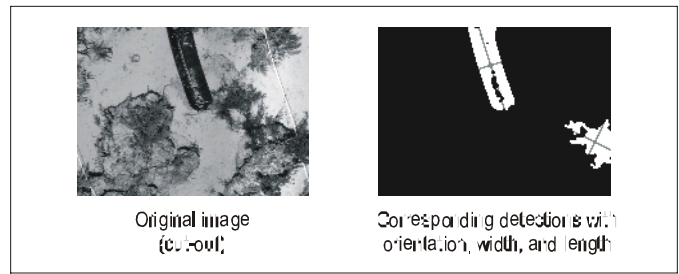 Original image
(cut-out)
Corresponding detections with
orientation, width, and length